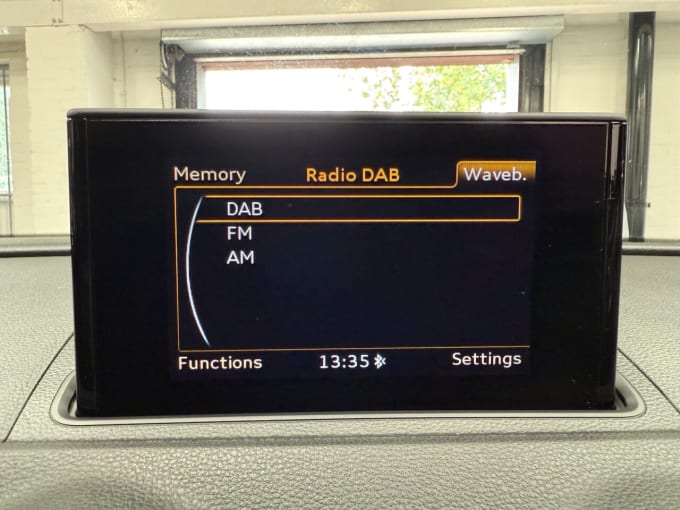 Memory Radio DAB Waveb.
DAB
FM
AM
Functions 13:35 Settings